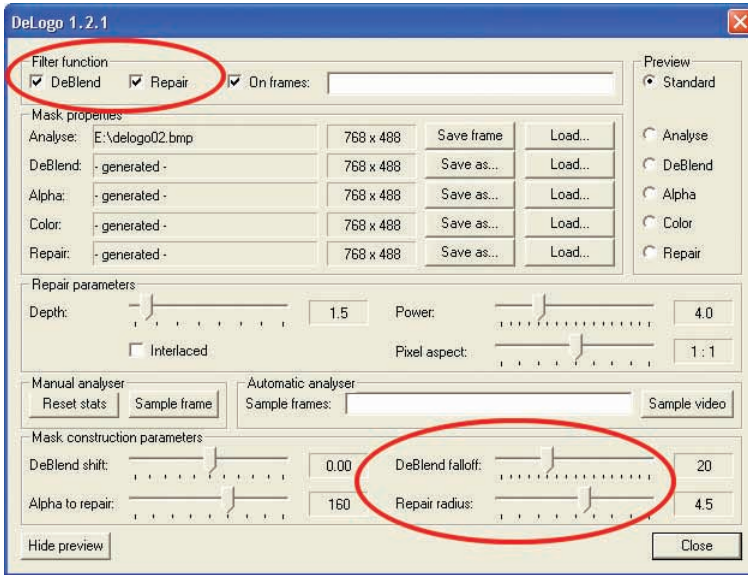 DeLogo 1.2.1
Filter function
DeBlend Repair On frames:
Preview
Standard
Analyse
DeBlend
Alpha
Color
Repair
Mask properties
Analyse: E:\delogo02.bmp 768 x 488 Save frame Load...
DeBlend: - generated - 768 x 488 Save as... Load...
Alpha: - generated - 768 x 488 Save as... Load...
Color: - generated - 768 x 488 Save as... Load...
Repair: - generated - 768 x 488 Save as... Load...
Repair parameters
Depth: 1.5 Power: 4.0
Interlaced Pixel aspect: 1 : 1
Manual analyser
Reset stats Sample frame
Automatic analyser
Sample frames: Sample video
Mask construction parameters
DeBlend shift: 0.00 DeBlend falloff: 20
Alpha to repair: 160 Repair radius: 4.5
Hide preview Close